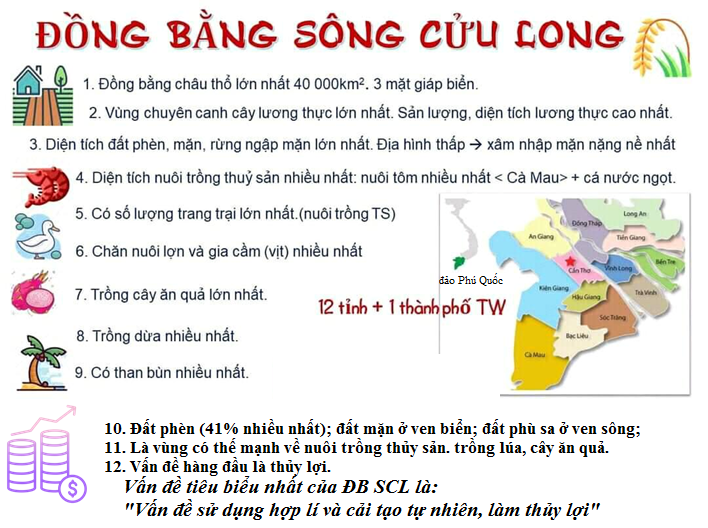 ĐỒNG BẰNG SÔNG CỬU LONG
1. Đồng bằng châu thổ lớn nhất 40 000km². 3 mặt giáp biển.
2. Vùng chuyên canh cây lương thực lớn nhất. Sản lượng, diện tích lương thực cao nhất.
3. Diện tích đất phèn, mặn, rừng ngập mặn lớn nhất. Địa hình thấp → xâm nhập mặn nặng nề nhất
4. Diện tích nuôi trồng thuỷ sản nhiều nhất: nuôi tôm nhiều nhất < Cà Mau> + cá nước ngọt.
5. Có số lượng trang trại lớn nhất.(nuôi trồng TS)
6. Chăn nuôi lợn và gia cầm (vịt) nhiều nhất
7. Trồng cây ăn quả lớn nhất.
8. Trồng dừa nhiều nhất.
9. Có than bùn nhiều nhất.
12 tỉnh + 1 thành phố TW
đảo Phú Quốc
Long An
Đồng Tháp
An Giang
Tiền Giang
Cần Thơ
Vĩnh Long
Bến Tre
Kiên Giang
Hậu Giang
Trà Vinh
Sóc Trăng
Bạc Liêu
Cà Mau
10. Đất phèn (41% nhiều nhất); đất mặn ở ven biển; đất phù sa ở ven sông;
11. Là vùng có thế mạnh về nuôi trồng thủy sản. trồng lúa, cây ăn quả.
12. Vấn đề hàng đầu là thủy lợi.
Vấn đề tiêu biểu nhất của ĐB SCL là:
"Vấn đề sử dụng hợp lí và cải tạo tự nhiên, làm thủy lợi"
$